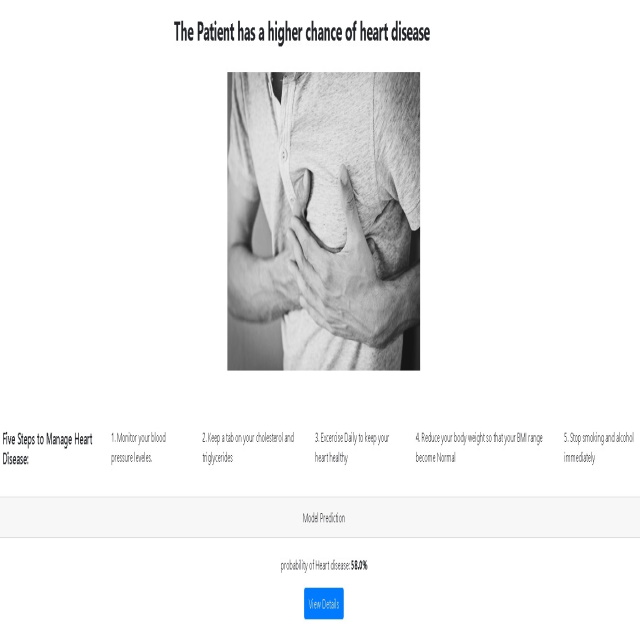 The Patient has a higher chance of heart disease
Five Steps to Manage Heart
Disease:
1. Monitor your blood
pressure leveles.
2. Keep a tab on your cholesterol and
triglycerides
3. Excercise Daily to keep your
heart healthy
4. Reduce your body weight so that your BMI range
become Normal
5. Stop smoking and alcohol
immediately
Model Prediction
probability of Heart disease: 58.0%
View Details